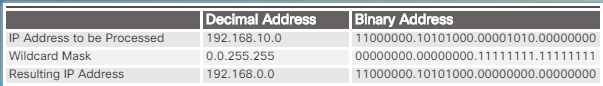 Decimal Address Binary Address
IP Address to be Processed 192.168.10.0 11000000.10101000.00001010.00000000
Wildcard Mask 0.0.255.255 00000000.00000000.11111111.11111111
Resulting IP Address 192.168.0.0 11000000.10101000.00000000.00000000